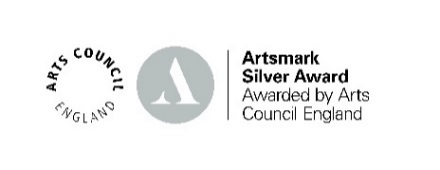 ARTS COUNCIL
ENGLAND
A
Artsmark
Silver Award
Awarded by Arts
Council England